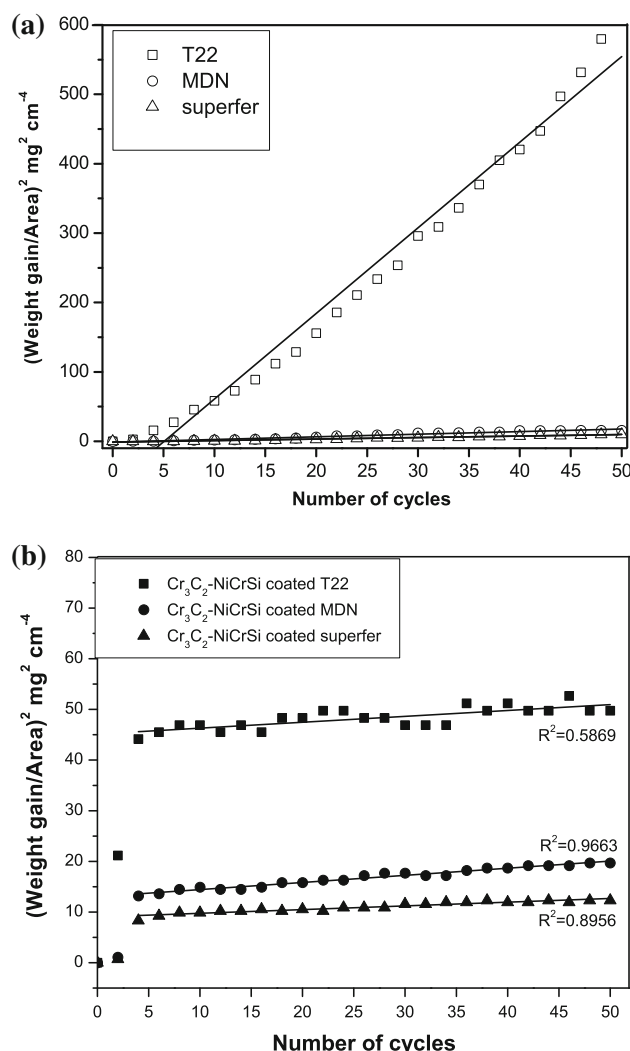 (a)
600
500
400
300
200
100
0
(Weight gain/Area)² mg² cm⁻⁴
T22
MDN
superfer
0 5 10 15 20 25 30 35 40 45 50
Number of cycles
(b)
80
70
60
50
40
30
20
10
0
(Weight gain/Area)² mg² cm⁻⁴
Cr₃C₂-NiCrSi coated T22
Cr₃C₂-NiCrSi coated MDN
Cr₃C₂-NiCrSi coated superfer
R²=0.5869
R²=0.9663
R²=0.8956
0 5 10 15 20 25 30 35 40 45 50
Number of cycles